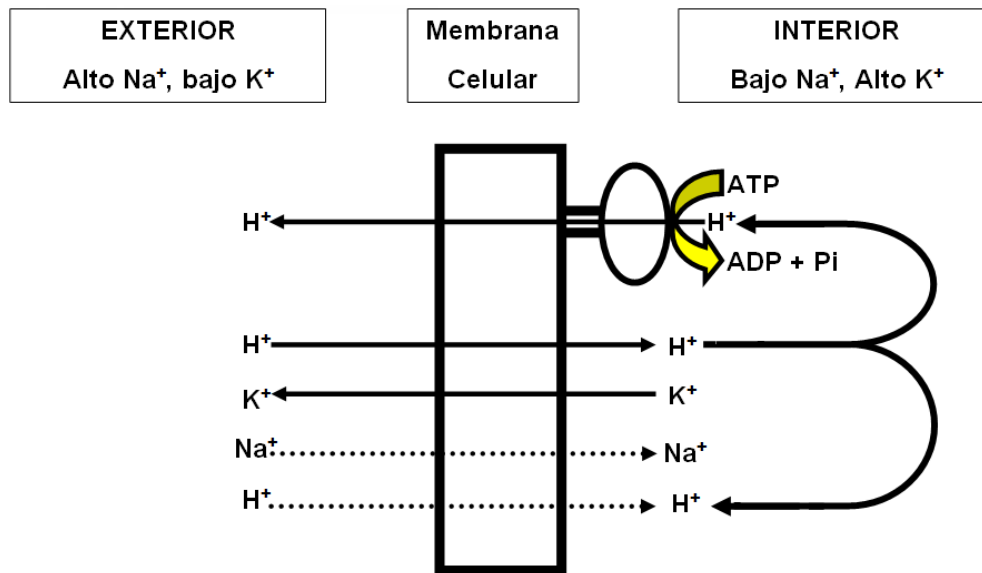 EXTERIOR
Alto Na⁺, bajo K⁺
Membrana
Celular
INTERIOR
Bajo Na⁺, Alto K⁺
ATP
H⁺ H⁺
ADP + Pi
H⁺ H⁺
K⁺ K⁺
Na⁺ Na⁺
H⁺ H⁺